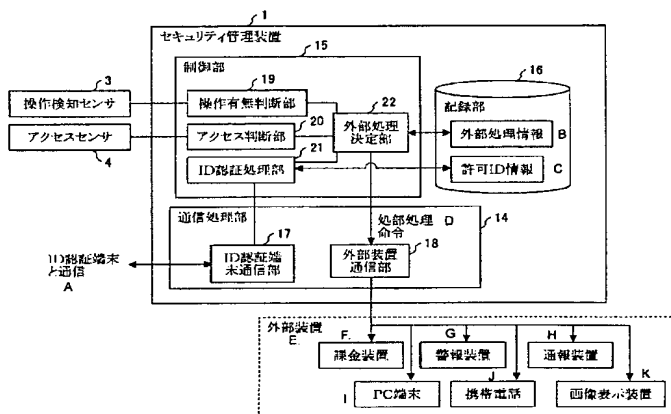 1
セキュリティ管理装置
15
制御部
3
操作検知センサ
19
操作有無判断部
16
記録部
22
外部処理
決定部
20
アクセスセンサ
4
アクセス判断部
外部処理情報 B
21
ID認証処理部
許可ID情報 C
通信処理部
処部処理 D
命令
14
17
ID認証端
末通信部
18
外部装置
通信部
ID認証端末
と通信
A
外部装置
E.
F.
課金装置
G
警報装置
H
通報装置
I
PC端末
J
携帯電話
K
画像表示装置